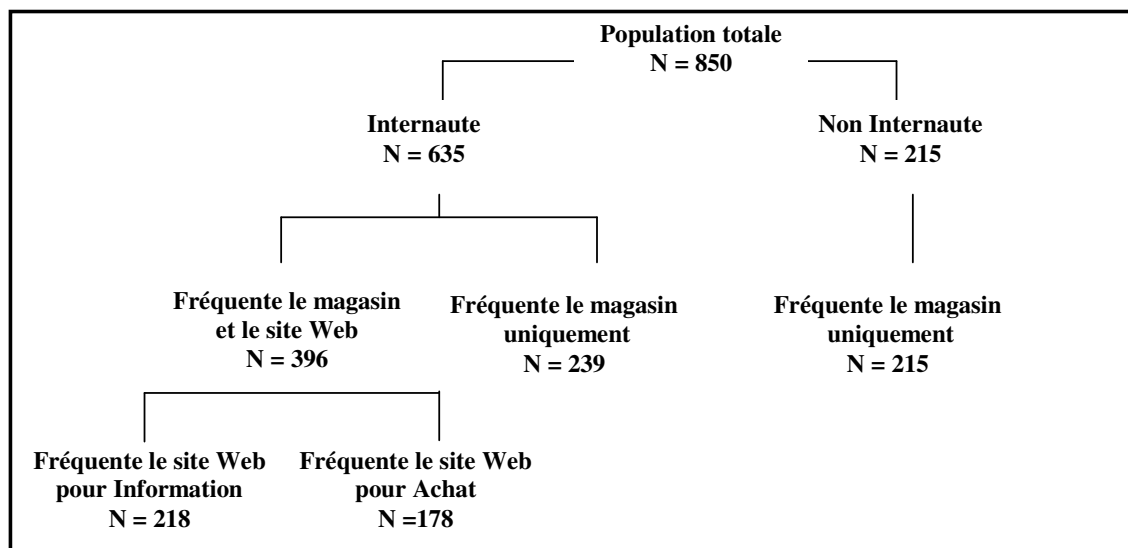 Population totale
N = 850
Internaute
N = 635
Non Internaute
N = 215
Fréquente le magasin
et le site Web
N = 396
Fréquente le magasin
uniquement
N = 239
Fréquente le magasin
uniquement
N = 215
Fréquente le site Web
pour Information
N = 218
Fréquente le site Web
pour Achat
N =178